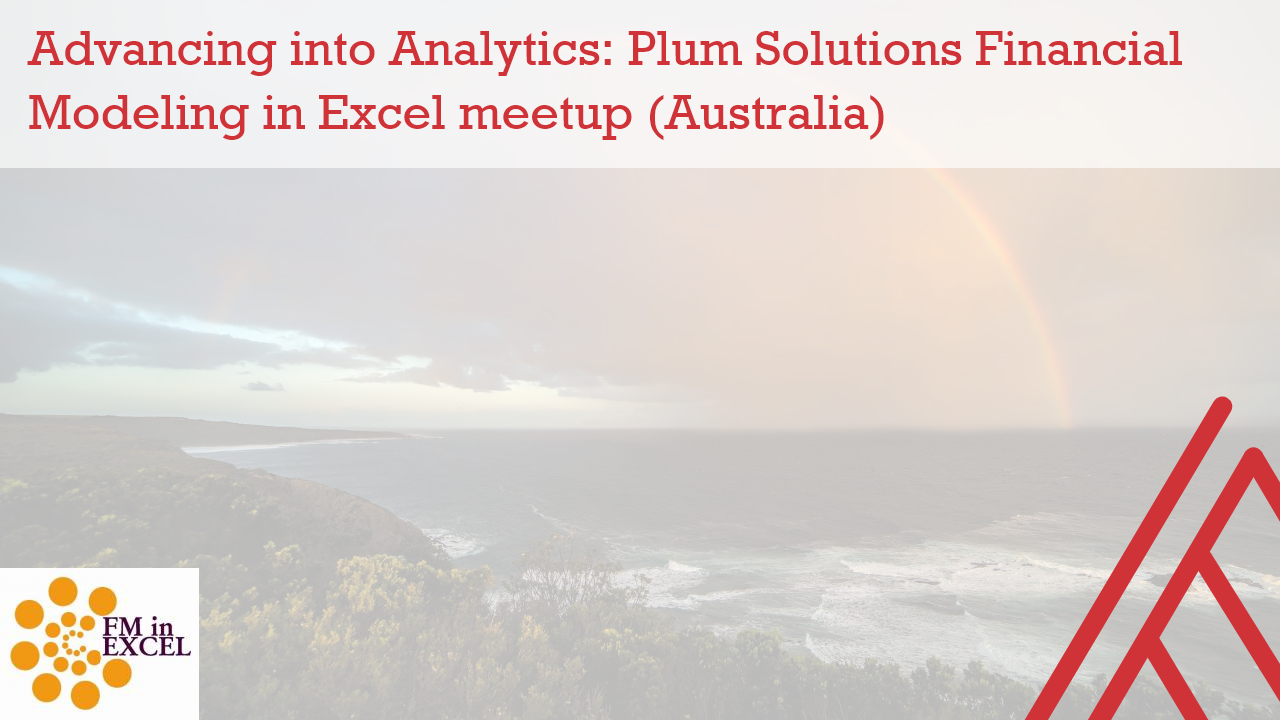 Advancing into Analytics: Plum Solutions Financial
Modeling in Excel meetup (Australia)
FM in
EXCEL